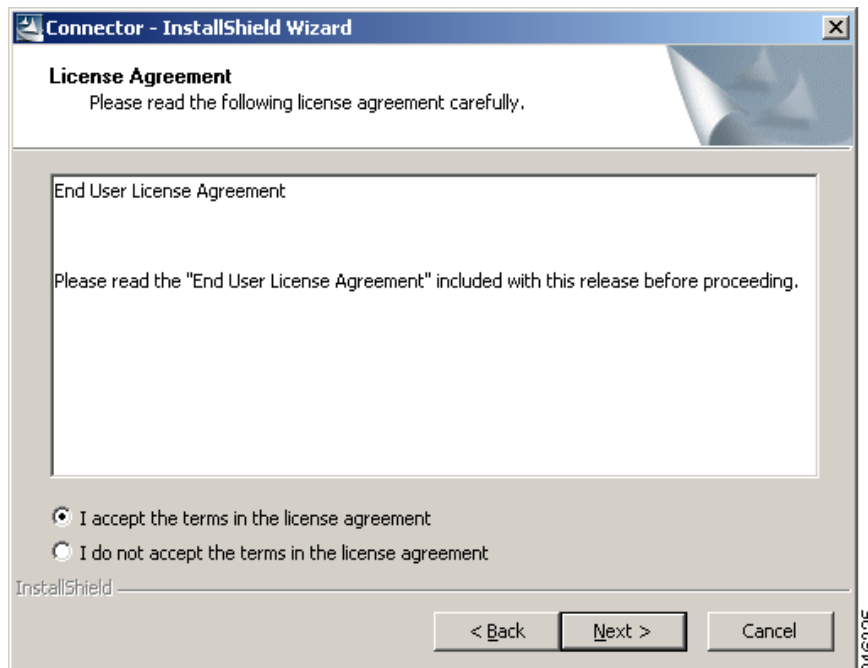 Connector - InstallShield Wizard
License Agreement
Please read the following license agreement carefully.
End User License Agreement
Please read the "End User License Agreement" included with this release before proceeding.
I accept the terms in the license agreement
I do not accept the terms in the license agreement
InstallShield
< Back
Next >
Cancel